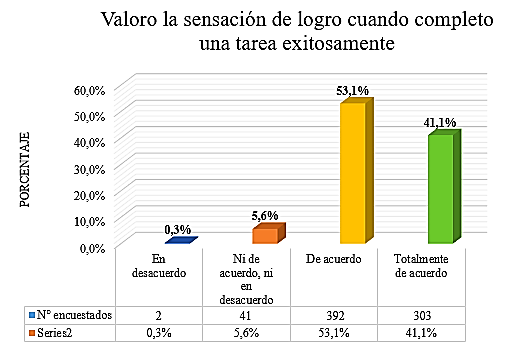 Valoro la sensación de logro cuando completo
una tarea exitosamente
PORCENTAJE
60,0%
50,0%
40,0%
30,0%
20,0%
10,0%
0,0%
0,3%
5,6%
53,1%
41,1%
En desacuerdo
Ni de acuerdo, ni en desacuerdo
De acuerdo
Totalmente de acuerdo
N° encuestados 2 41 392 303
Series2 0,3% 5,6% 53,1% 41,1%